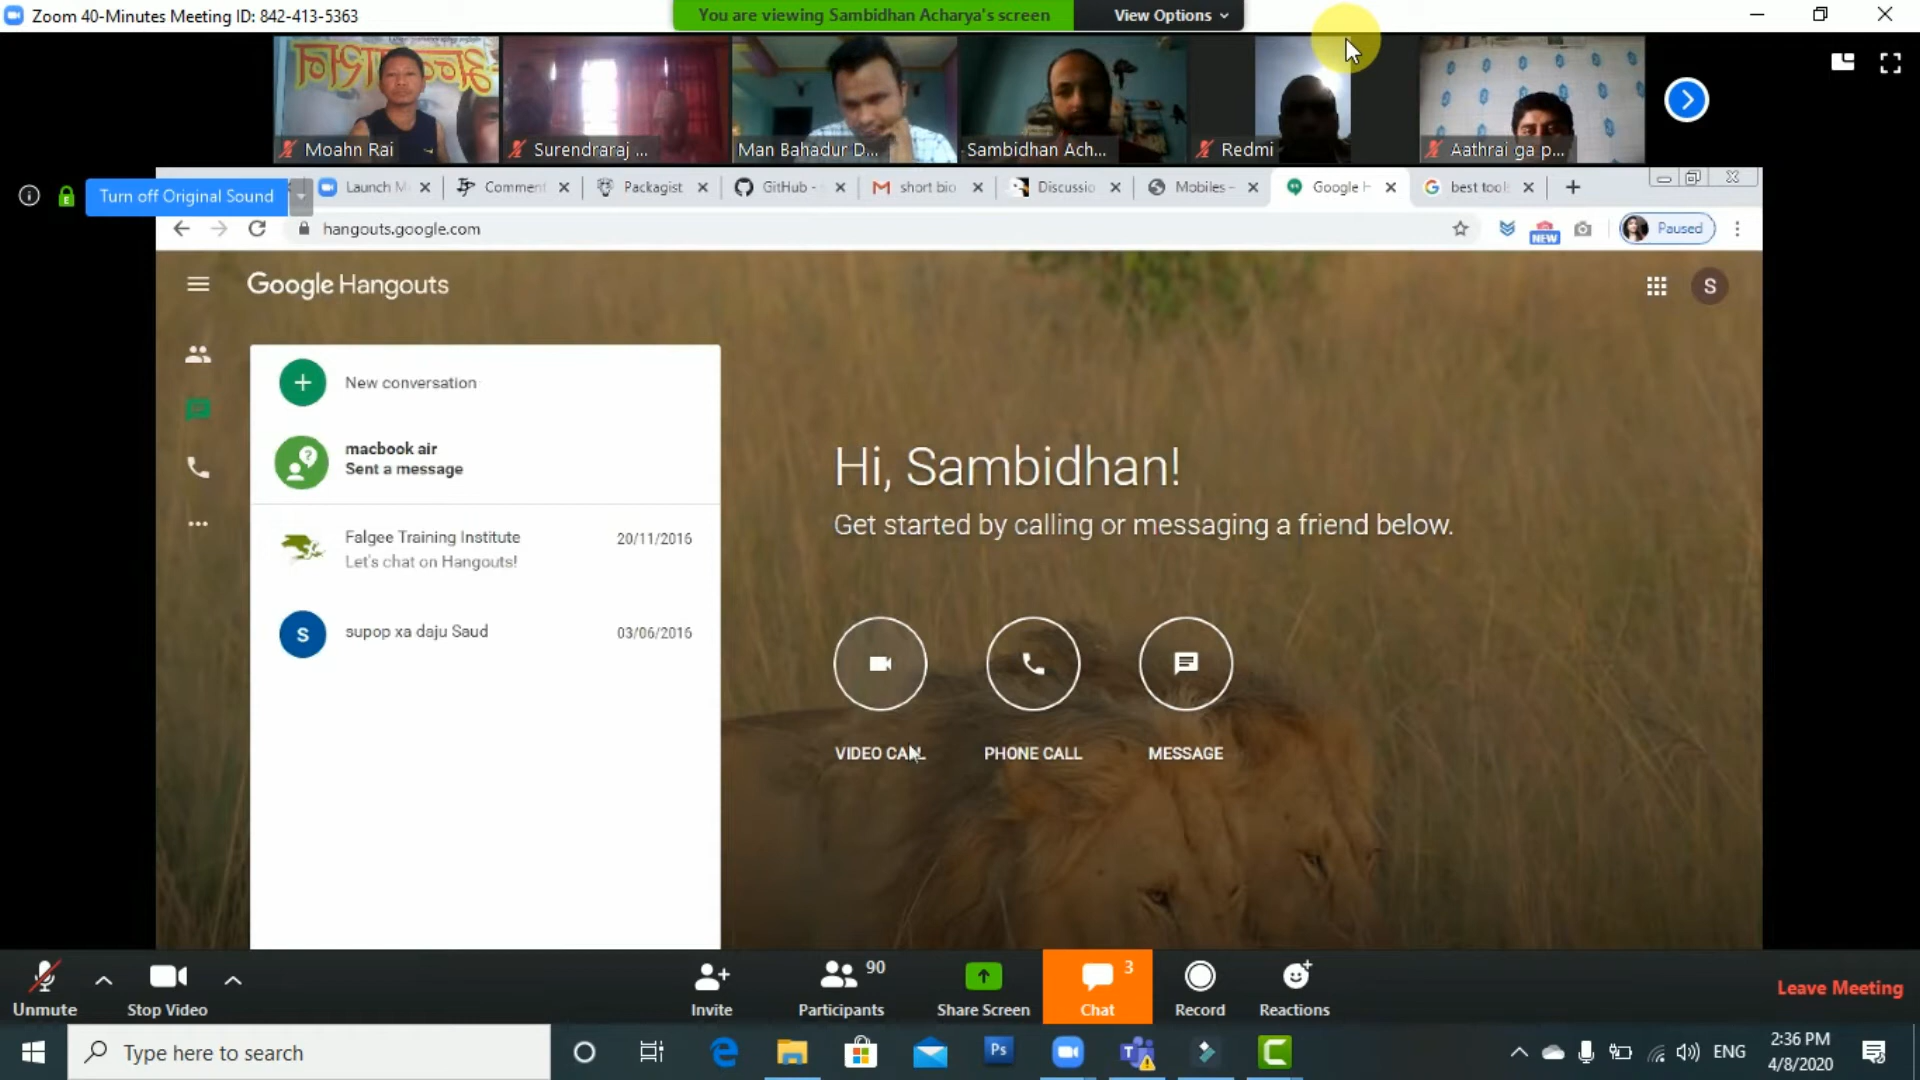 Zoom 40-Minutes Meeting ID: 842-413-5363
You are viewing Sambidhan Acharya's screen
View Options
Moahn Rai
Surendraraj ...
Man Bahadur D...
Sambidhan Ach...
Redmi
Aathrai ga p...
Turn off Original Sound
Launch M
Comment
Packagist
GitHub -
short bio
Discussio
Mobiles -
Google H
best tool
hangouts.google.com
NEW
Paused
Google Hangouts
S
New conversation
macbook air
Sent a message
Falgee Training Institute
20/11/2016
Let's chat on Hangouts!
S
supop xa daju Saud
03/06/2016
Hi, Sambidhan!
Get started by calling or messaging a friend below.
VIDEO CALL
PHONE CALL
MESSAGE
Unmute
Stop Video
Invite
90
Participants
Share Screen
3
Chat
Record
Reactions
Leave Meeting
Type here to search
Ps
ENG
2:36 PM
4/8/2020